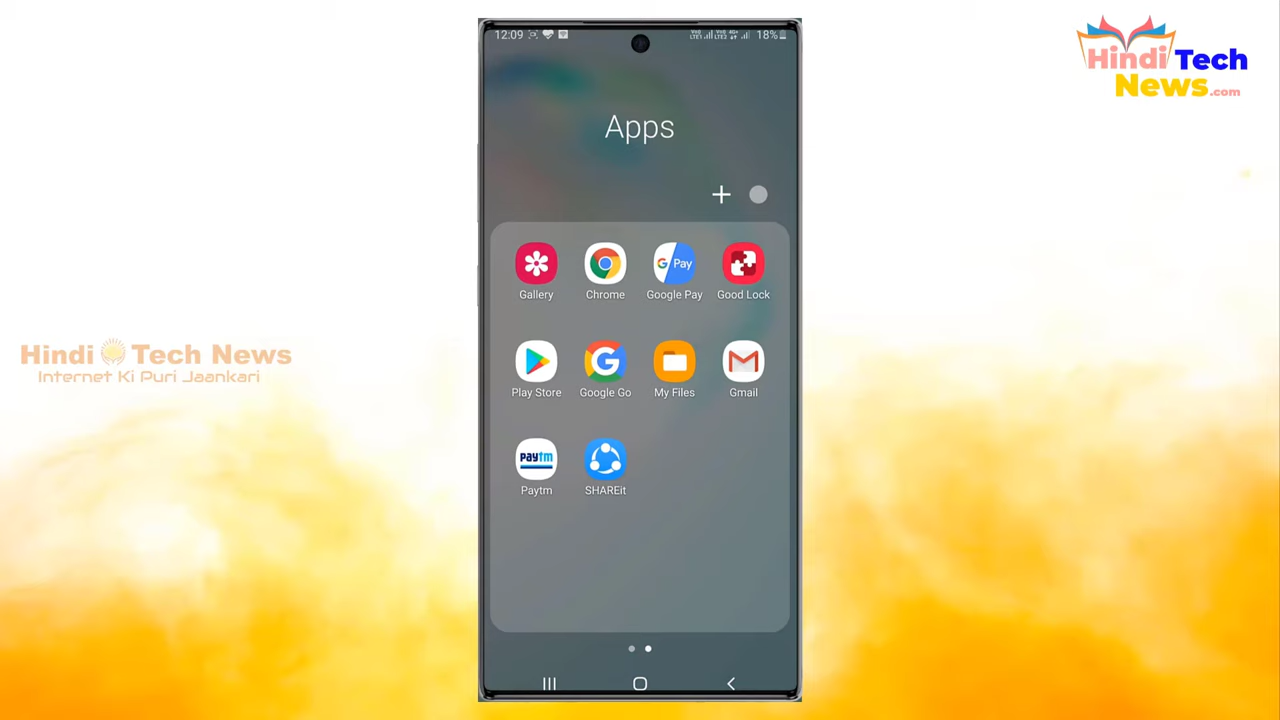 12:09
18%
Hindi Tech
News.com
Apps
G Pay
Gallery
Chrome
Google Pay
Good Lock
Hindi Tech News
Internet Ki Puri Jaankari
Play Store
Google Go
My Files
Gmail
paytm
Paytm
SHAREit